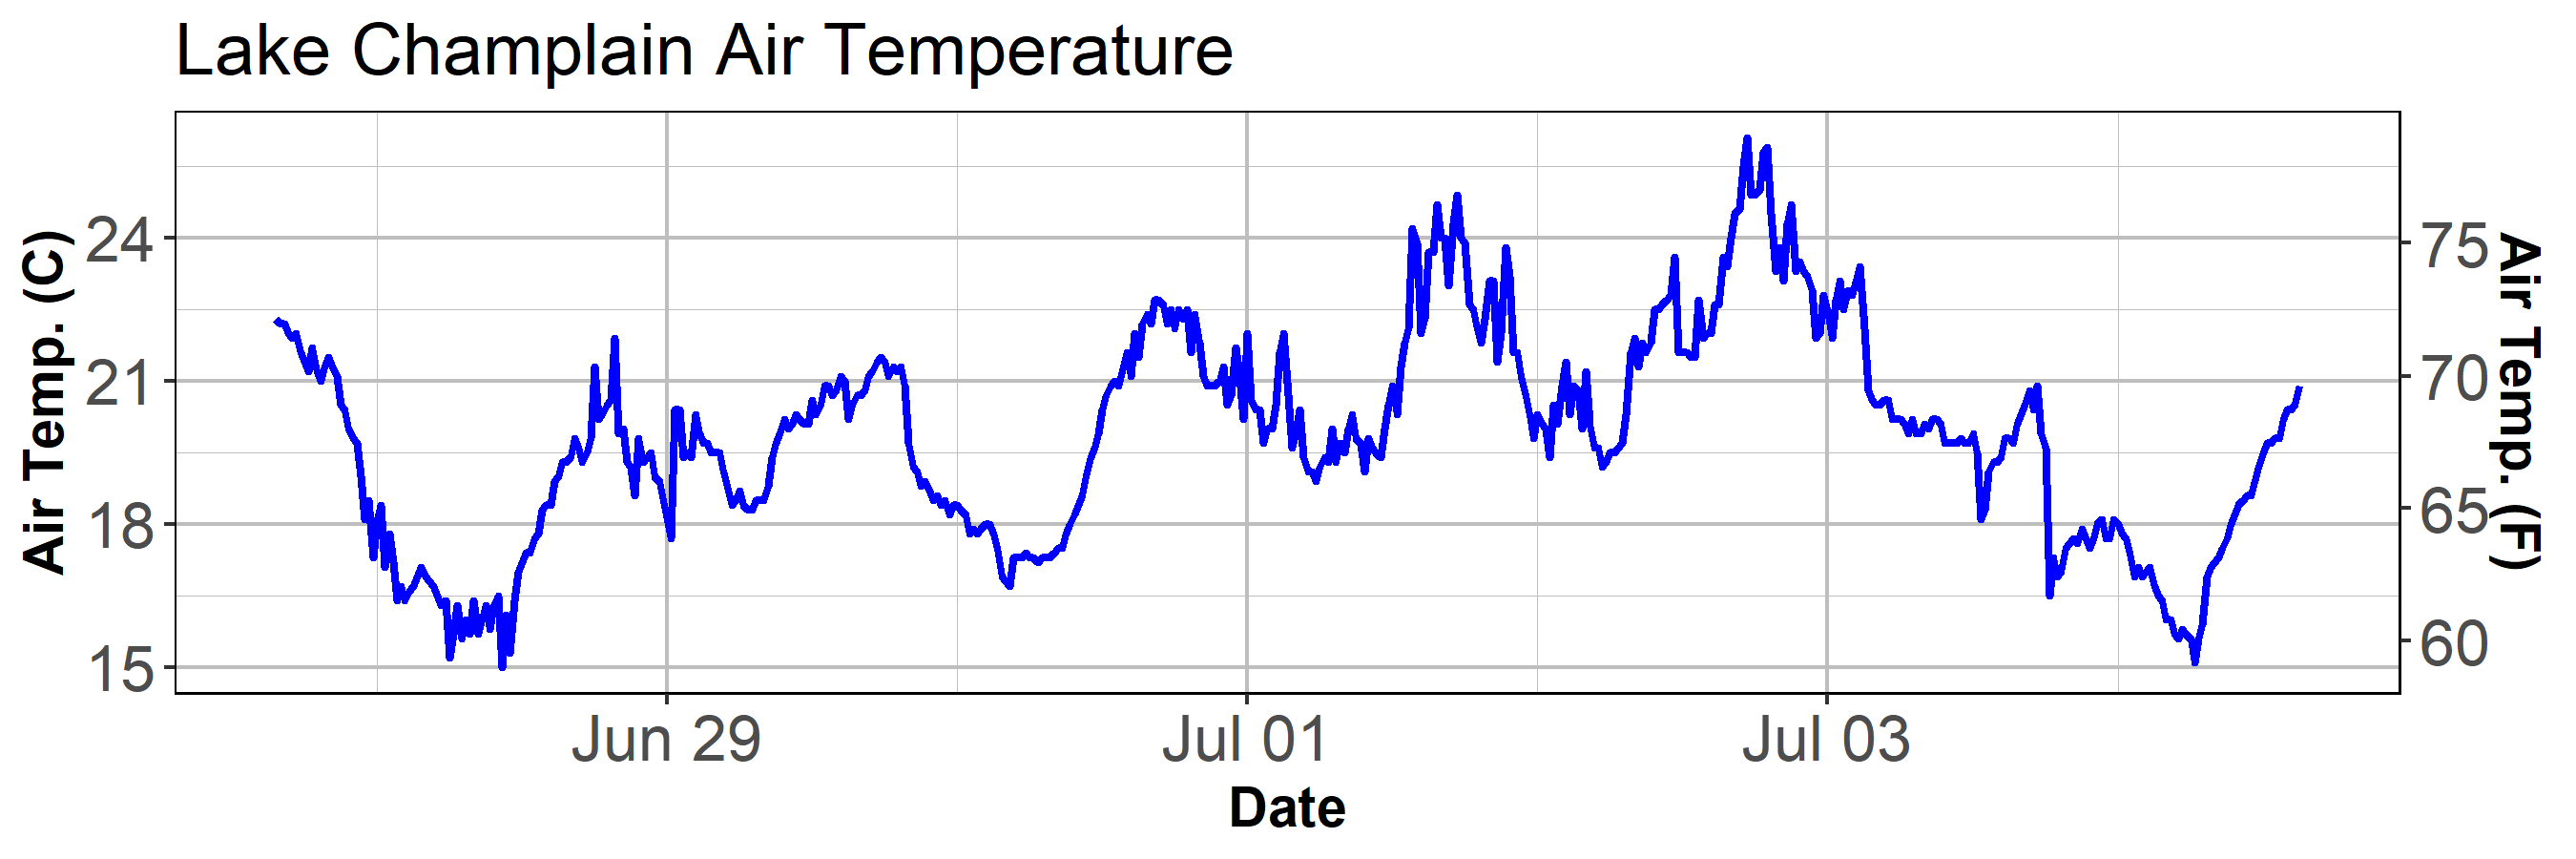 Lake Champlain Air Temperature
Air Temp. (C)
24
21
18
15
75
70
65
60
Air Temp. (F)
Jun 29
Jul 01
Jul 03
Date